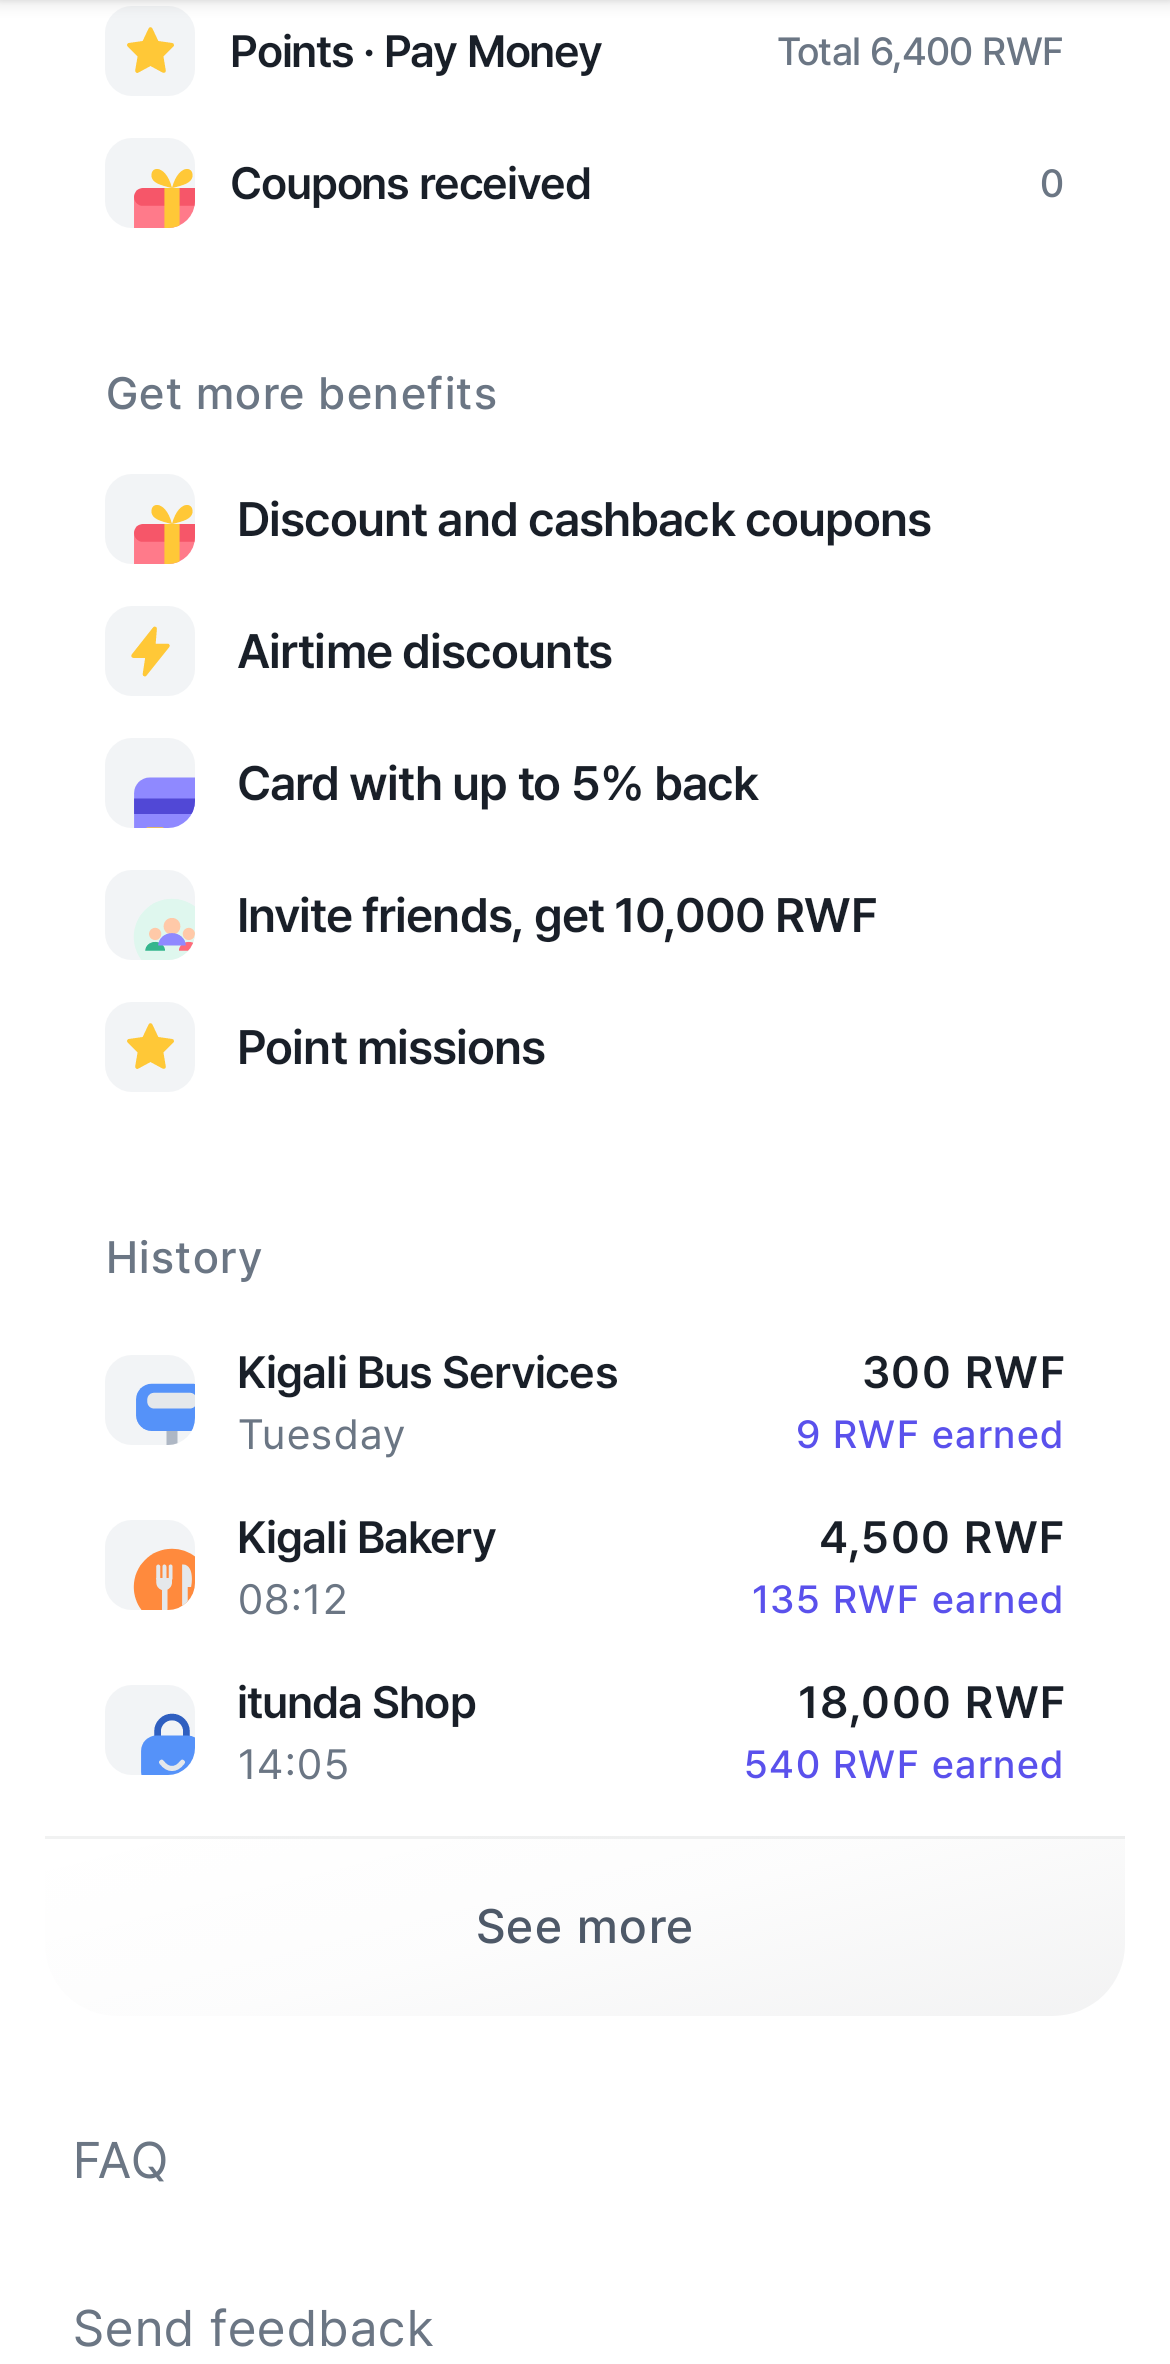 Points · Pay Money
Total 6,400 RWF
Coupons received
0
Get more benefits
Discount and cashback coupons
Airtime discounts
Card with up to 5% back
Invite friends, get 10,000 RWF
Point missions
History
Kigali Bus Services
300 RWF
Tuesday
9 RWF earned
Kigali Bakery
4,500 RWF
08:12
135 RWF earned
itunda Shop
18,000 RWF
14:05
540 RWF earned
See more
FAQ
Send feedback